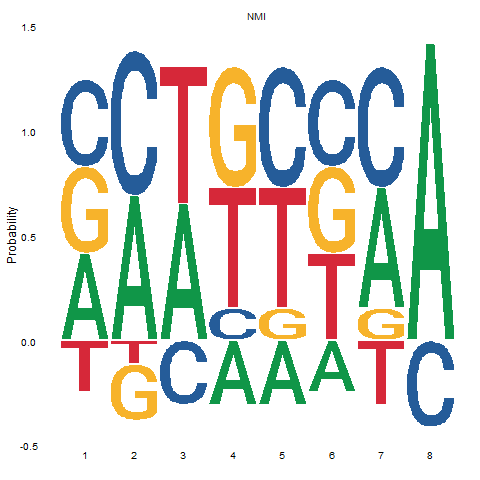 NMI
1.5
1.0
0.5
0.0
-0.5
Probability
C C T G C C C A
G A A T T G A
A C G T G
T T C A A A T C
G
1 2 3 4 5 6 7 8